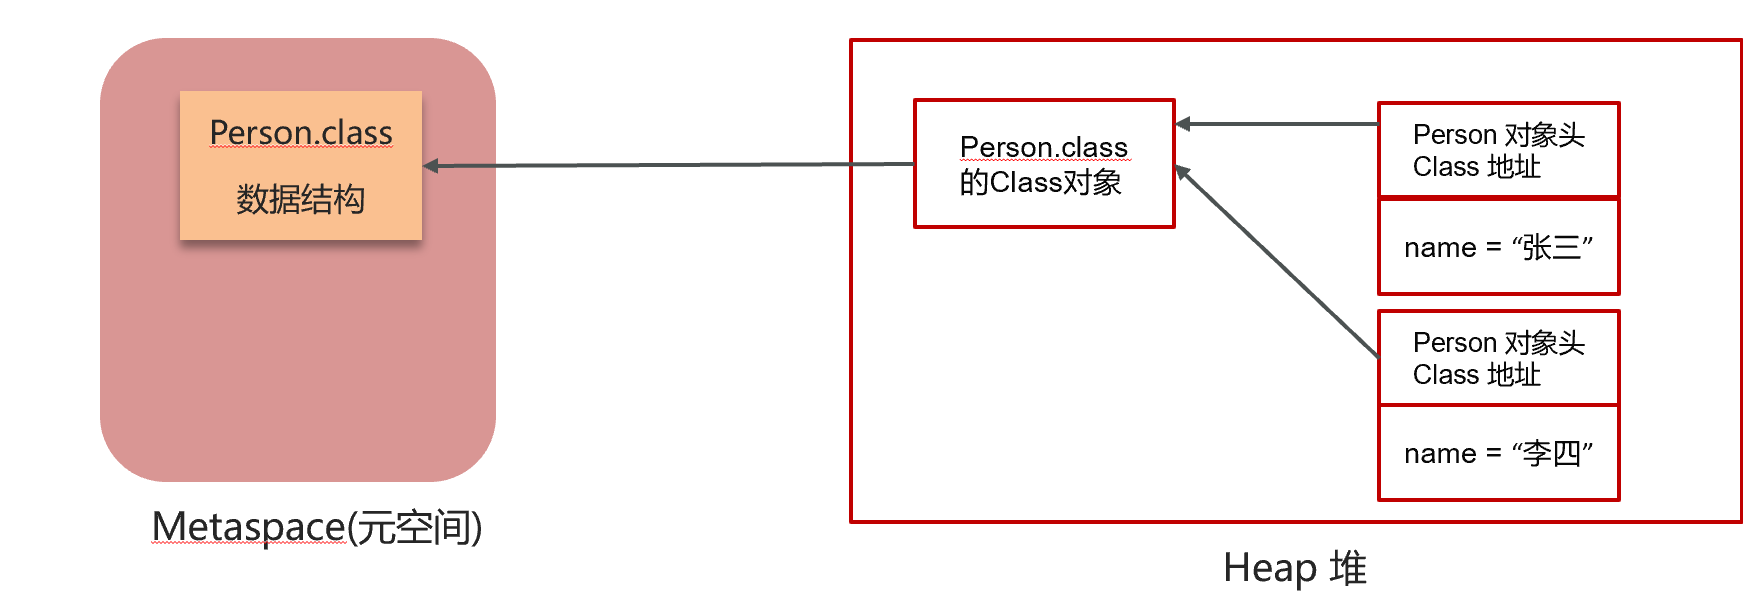 Person.class
数据结构
Metaspace(元空间)
Person.class
的Class对象
Person 对象头
Class 地址
name = “张三”
Person 对象头
Class 地址
name = “李四”
Heap 堆